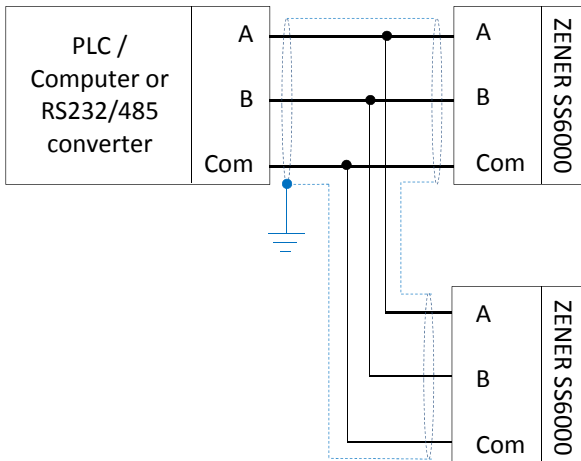 PLC /
Computer or
RS232/485
converter
A
B
Com
A
B
Com
ZENER SS6000
A
B
Com
ZENER SS6000